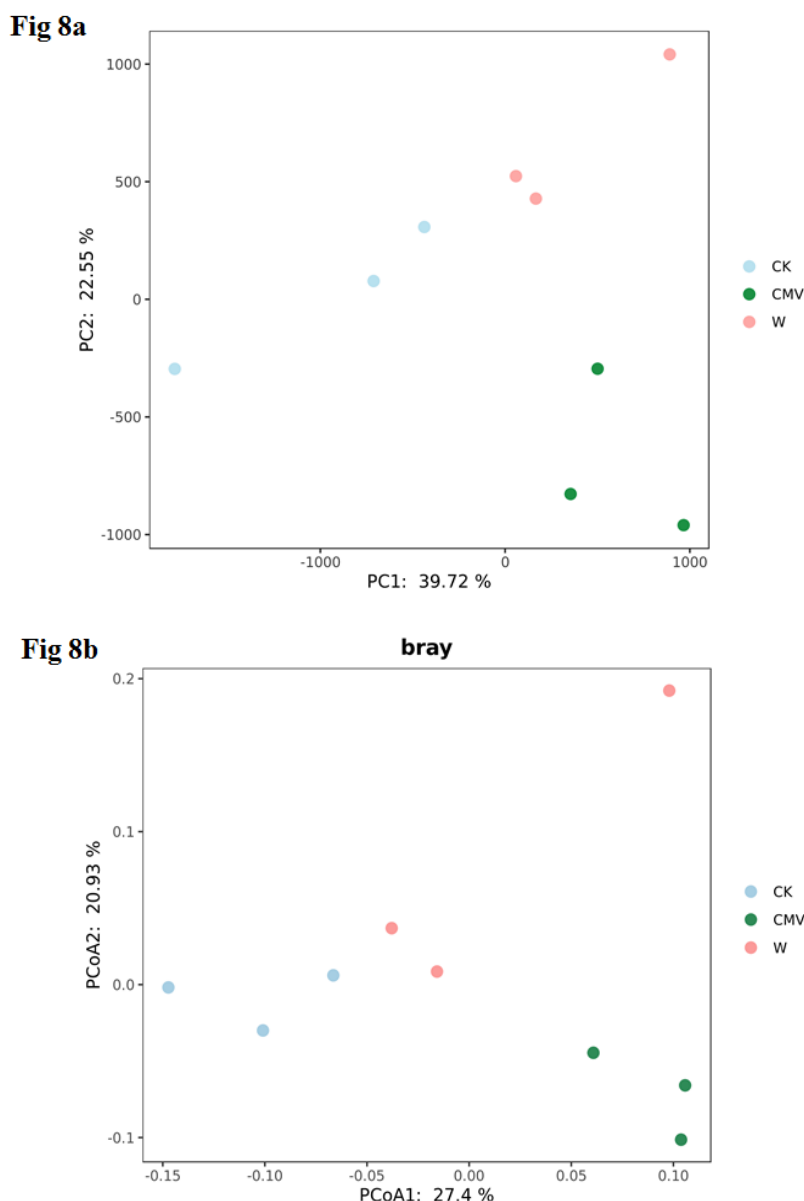 Fig 8a
1000
500
0
-500
-1000
PC2: 22.55 %
-1000
0
1000
PC1: 39.72 %
CK
CMV
W
Fig 8b
bray
0.2
0.1
0.0
-0.1
PCoA2: 20.93 %
-0.15
-0.10
-0.05
0.00
0.05
0.10
PCoA1: 27.4 %
CK
CMV
W